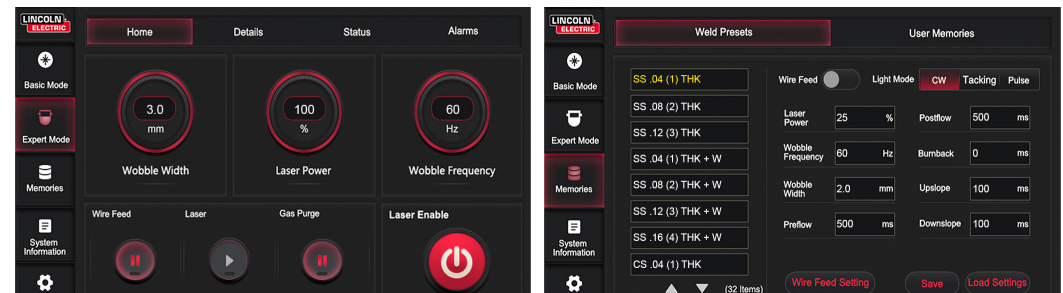 LINCOLN
ELECTRIC
Home
Details
Status
Alarms
Basic Mode
Expert Mode
Memories
System
Information
3.0
mm
Wobble Width
100
%
Laser Power
60
Hz
Wobble Frequency
Wire Feed
Laser
Gas Purge
Laser Enable
LINCOLN
ELECTRIC
Weld Presets
User Memories
Basic Mode
Expert Mode
Memories
System
Information
SS .04 (1) THK
SS .08 (2) THK
SS .12 (3) THK
SS .04 (1) THK + W
SS .08 (2) THK + W
SS .12 (3) THK + W
SS .16 (4) THK + W
CS .04 (1) THK
(32 Items)
Wire Feed
Light Mode
CW
Tacking
Pulse
Laser
Power
25 %
Postflow
500 ms
Wobble
Frequency
60 Hz
Burnback
0 ms
Wobble
Width
2.0 mm
Upslope
100 ms
Preflow
500 ms
Downslope
100 ms
Wire Feed Setting
Save
Load Settings